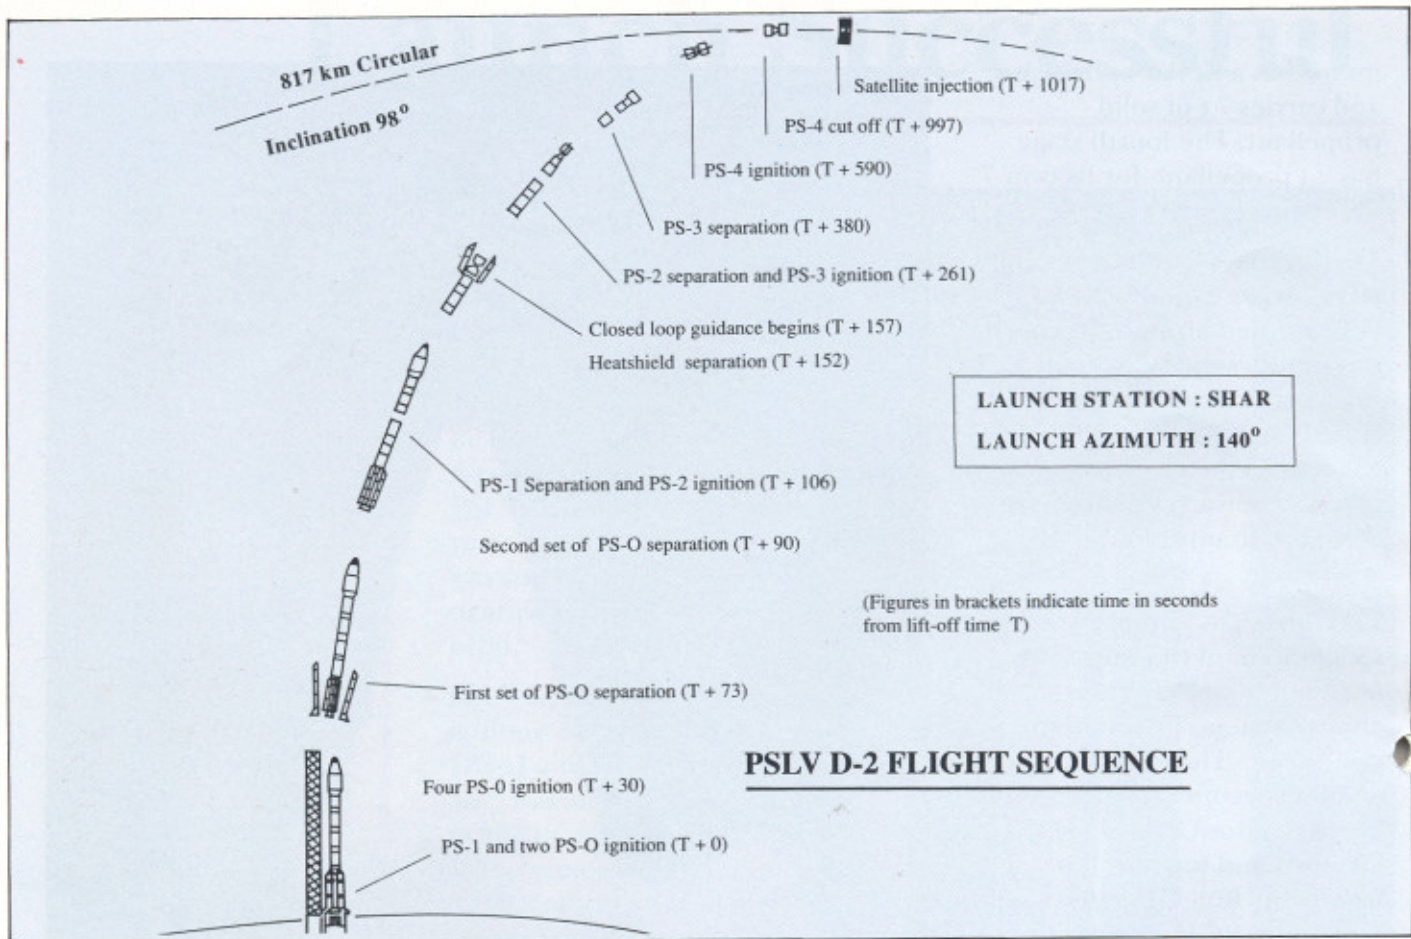 817 km Circular
Inclination 98°
Satellite injection (T + 1017)
PS-4 cut off (T + 997)
PS-4 ignition (T + 590)
PS-3 separation (T + 380)
PS-2 separation and PS-3 ignition (T + 261)
Closed loop guidance begins (T + 157)
Heatshield separation (T + 152)
LAUNCH STATION : SHAR
LAUNCH AZIMUTH : 140°
PS-1 Separation and PS-2 ignition (T + 106)
Second set of PS-O separation (T + 90)
(Figures in brackets indicate time in seconds
from lift-off time T)
First set of PS-O separation (T + 73)
PSLV D-2 FLIGHT SEQUENCE
Four PS-0 ignition (T + 30)
PS-1 and two PS-O ignition (T + 0)